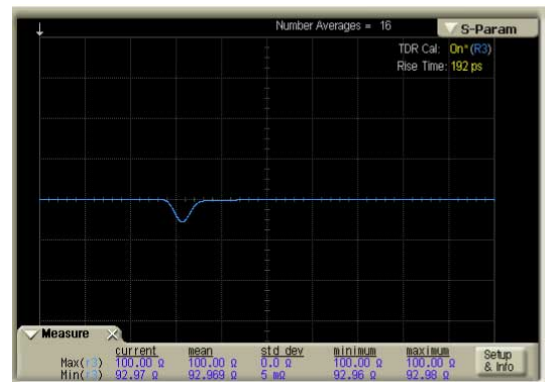 Number Averages = 16
S-Param
TDR Cal: On*(R3)
Rise Time: 192 ps
Measure
current mean std dev minimum maximum
Max(r3) 100.00 Ω 100.00 Ω 0.0 Ω 100.00 Ω 100.00 Ω
Min(r3) 92.97 Ω 92.969 Ω 5 mΩ 92.96 Ω 92.98 Ω
Setup
& Info